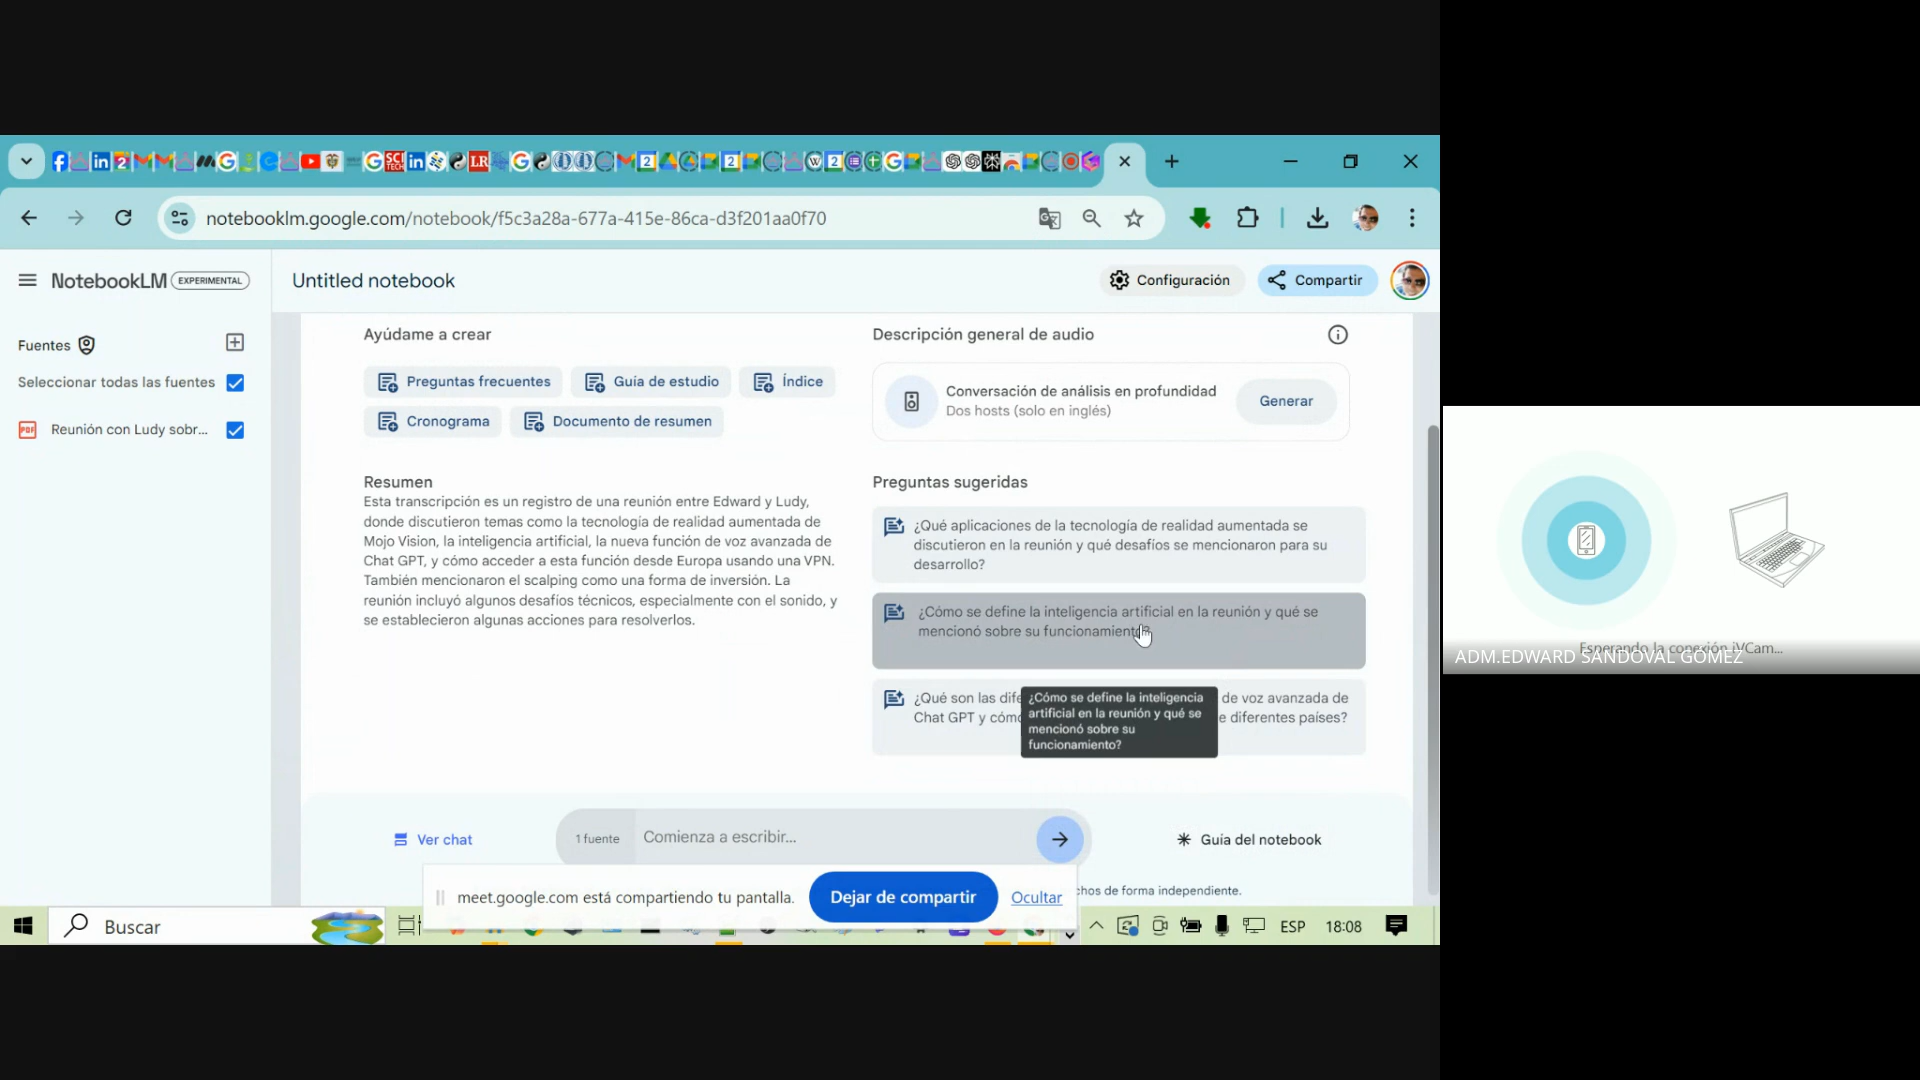 notebooklm.google.com/notebook/f5c3a28a-677a-415e-86ca-d3f201aa0f70
NotebookLM EXPERIMENTAL
Untitled notebook
Configuración
Compartir
Fuentes
Seleccionar todas las fuentes
PDF Reunión con Ludy sobr...
Ayúdame a crear
Preguntas frecuentes
Guía de estudio
Índice
Cronograma
Documento de resumen
Descripción general de audio
Conversación de análisis en profundidad
Dos hosts (solo en inglés)
Generar
Resumen
Esta transcripción es un registro de una reunión entre Edward y Ludy,
donde discutieron temas como la tecnología de realidad aumentada de
Mojo Vision, la inteligencia artificial, la nueva función de voz avanzada de
Chat GPT, y cómo acceder a esta función desde Europa usando una VPN.
También mencionaron el scalping como una forma de inversión. La
reunión incluyó algunos desafíos técnicos, especialmente con el sonido, y
se establecieron algunas acciones para resolverlos.
Preguntas sugeridas
¿Qué aplicaciones de la tecnología de realidad aumentada se
discutieron en la reunión y qué desafíos se mencionaron para su
desarrollo?
¿Cómo se define la inteligencia artificial en la reunión y qué se
mencionó sobre su funcionamiento?
¿Qué son las dife de voz avanzada de
Chat GPT y cómo e diferentes países?
¿Cómo se define la inteligencia
artificial en la reunión y qué se
mencionó sobre su
funcionamiento?
Ver chat
1 fuente
Comienza a escribir...
Guía del notebook
chos de forma independiente.
meet.google.com está compartiendo tu pantalla.
Dejar de compartir
Ocultar
Buscar
ESP
18:08
Esperando la conexión iVCam...
ADM.EDWARD SANDOVAL GOMEZ